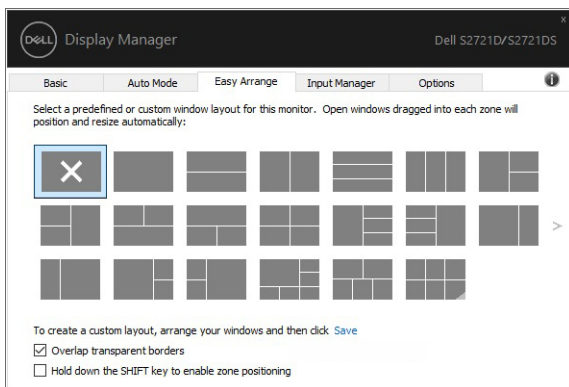 x
DELL Display Manager Dell S2721D/S2721DS
Basic Auto Mode Easy Arrange Input Manager Options i
Select a predefined or custom window layout for this monitor. Open windows dragged into each zone will
position and resize automatically:
To create a custom layout, arrange your windows and then click Save
Overlap transparent borders
Hold down the SHIFT key to enable zone positioning